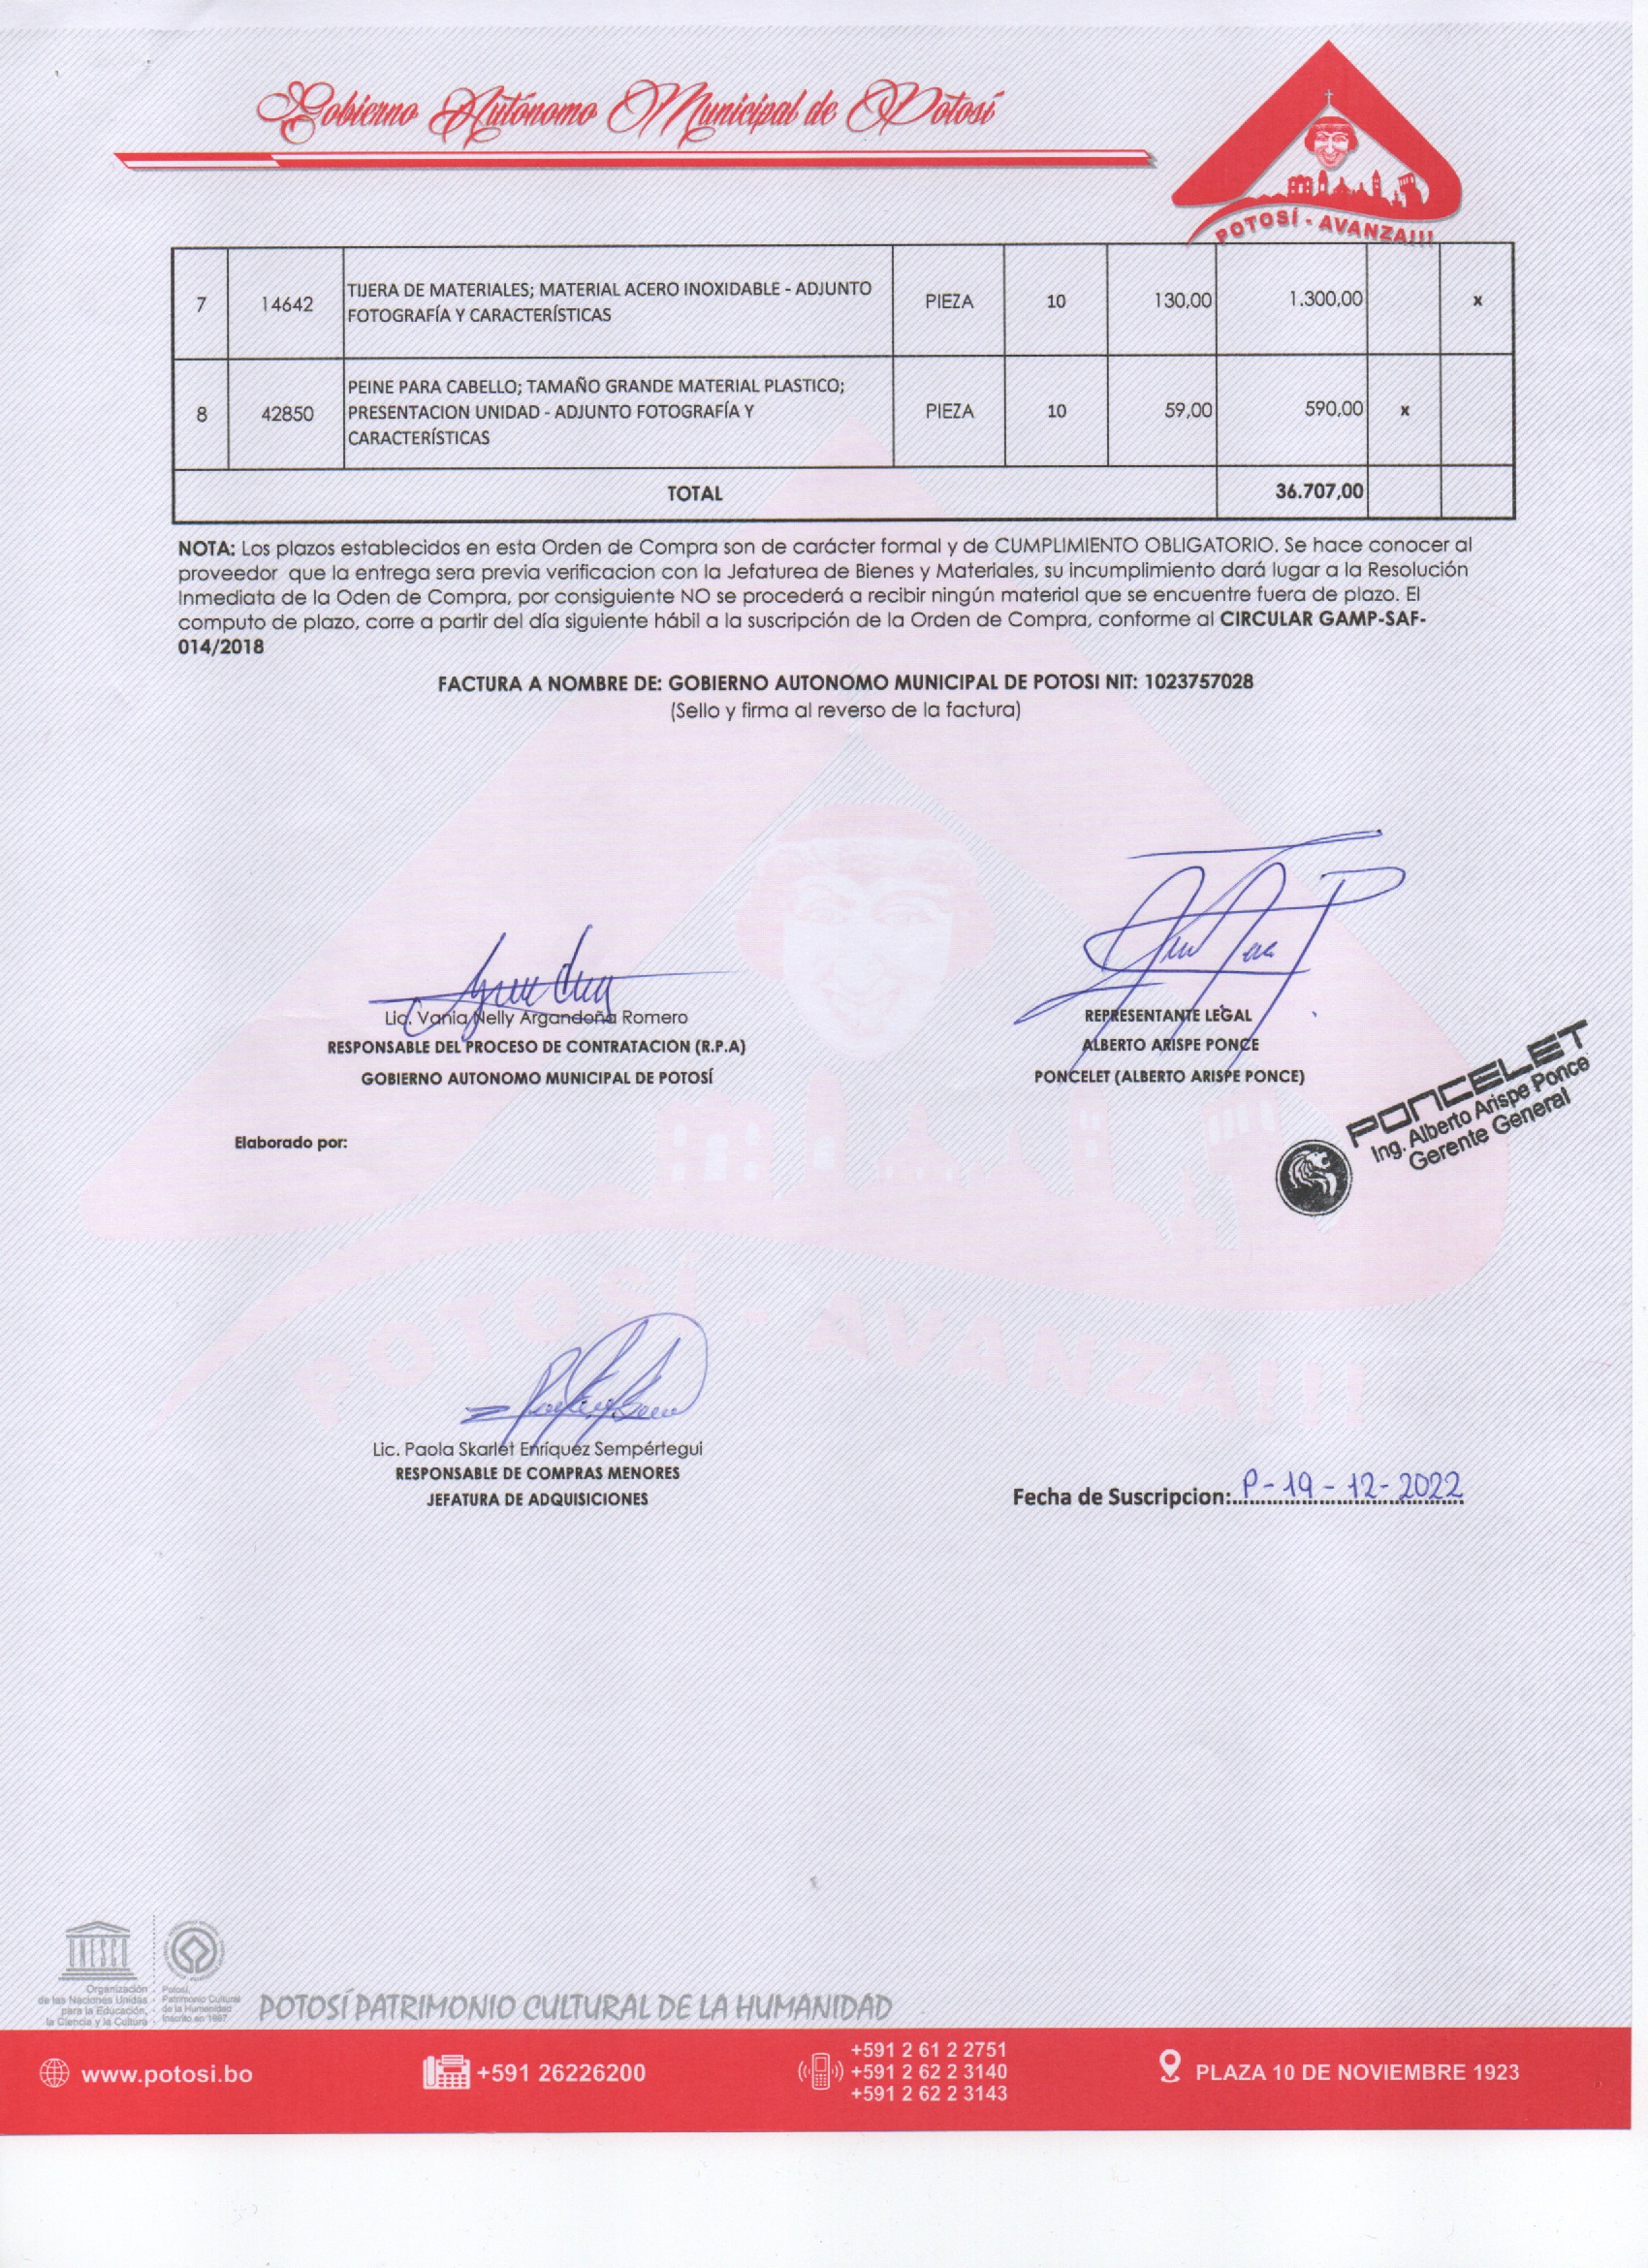 Gobierno Autónomo Municipal de Potosí
POTOSÍ - AVANZA!!!
7 14642 TIJERA DE MATERIALES; MATERIAL ACERO INOXIDABLE - ADJUNTO PIEZA 10 130,00 1.300,00 x
FOTOGRAFÍA Y CARACTERÍSTICAS
PEINE PARA CABELLO; TAMAÑO GRANDE MATERIAL PLASTICO;
8 42850 PRESENTACION UNIDAD - ADJUNTO FOTOGRAFÍA Y PIEZA 10 59,00 590,00 x
CARACTERÍSTICAS
TOTAL 36.707,00
NOTA: Los plazos establecidos en esta Orden de Compra son de carácter formal y de CUMPLIMIENTO OBLIGATORIO. Se hace conocer al
proveedor que la entrega sera previa verificacion con la Jefaturea de Bienes y Materiales, su incumplimiento dará lugar a la Resolución
Inmediata de la Oden de Compra, por consiguiente NO se procederá a recibir ningún material que se encuentre fuera de plazo. El
computo de plazo, corre a partir del día siguiente hábil a la suscripción de la Orden de Compra, conforme al CIRCULAR GAMP-SAF-
014/2018
FACTURA A NOMBRE DE: GOBIERNO AUTONOMO MUNICIPAL DE POTOSI NIT: 1023757028
(Sello y firma al reverso de la factura)
Lic. Vania Nelly Argandoña Romero
RESPONSABLE DEL PROCESO DE CONTRATACION (R.P.A)
GOBIERNO AUTONOMO MUNICIPAL DE POTOSÍ
REPRESENTANTE LEGAL
ALBERTO ARISPE PONCE
PONCELET (ALBERTO ARISPE PONCE)
PONCELET
Ing. Alberto Arispe Ponce
Gerente General
Elaborado por:
POTOSÍ - AVANZA!!!
Lic. Paola Skarlet Enríquez Sempértegui
RESPONSABLE DE COMPRAS MENORES
JEFATURA DE ADQUISICIONES
Fecha de Suscripcion: P-19-12-2022
UNESCO
Organización
de las Naciones Unidas
para la Educación,
la Ciencia y la Cultura
Potosí,
Patrimonio Cultural
de la Humanidad
inscrito en 1987
POTOSÍ PATRIMONIO CULTURAL DE LA HUMANIDAD
www.potosi.bo
+591 26226200
+591 2 61 2 2751
+591 2 62 2 3140
+591 2 62 2 3143
PLAZA 10 DE NOVIEMBRE 1923